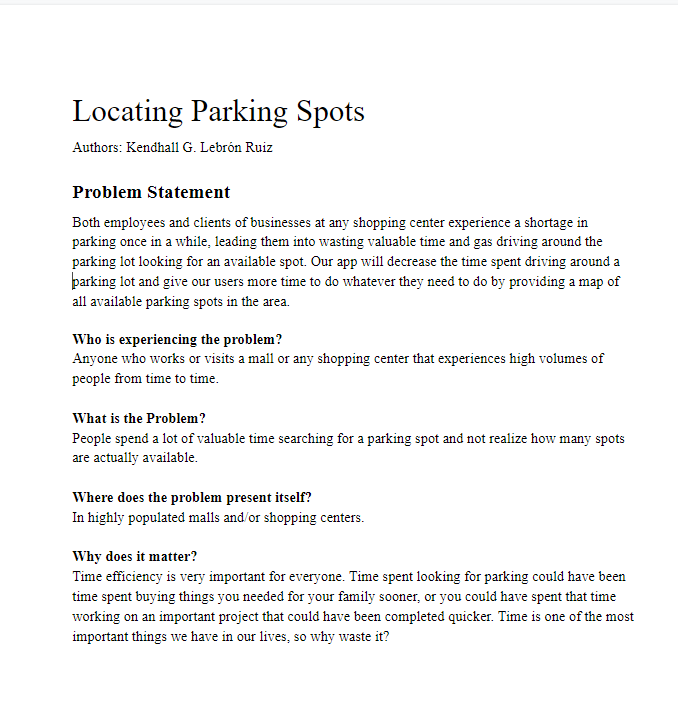 Locating Parking Spots
Authors: Kendhall G. Lebrón Ruiz
Problem Statement
Both employees and clients of businesses at any shopping center experience a shortage in
parking once in a while, leading them into wasting valuable time and gas driving around the
parking lot looking for an available spot. Our app will decrease the time spent driving around a
parking lot and give our users more time to do whatever they need to do by providing a map of
all available parking spots in the area.
Who is experiencing the problem?
Anyone who works or visits a mall or any shopping center that experiences high volumes of
people from time to time.
What is the Problem?
People spend a lot of valuable time searching for a parking spot and not realize how many spots
are actually available.
Where does the problem present itself?
In highly populated malls and/or shopping centers.
Why does it matter?
Time efficiency is very important for everyone. Time spent looking for parking could have been
time spent buying things you needed for your family sooner, or you could have spent that time
working on an important project that could have been completed quicker. Time is one of the most
important things we have in our lives, so why waste it?